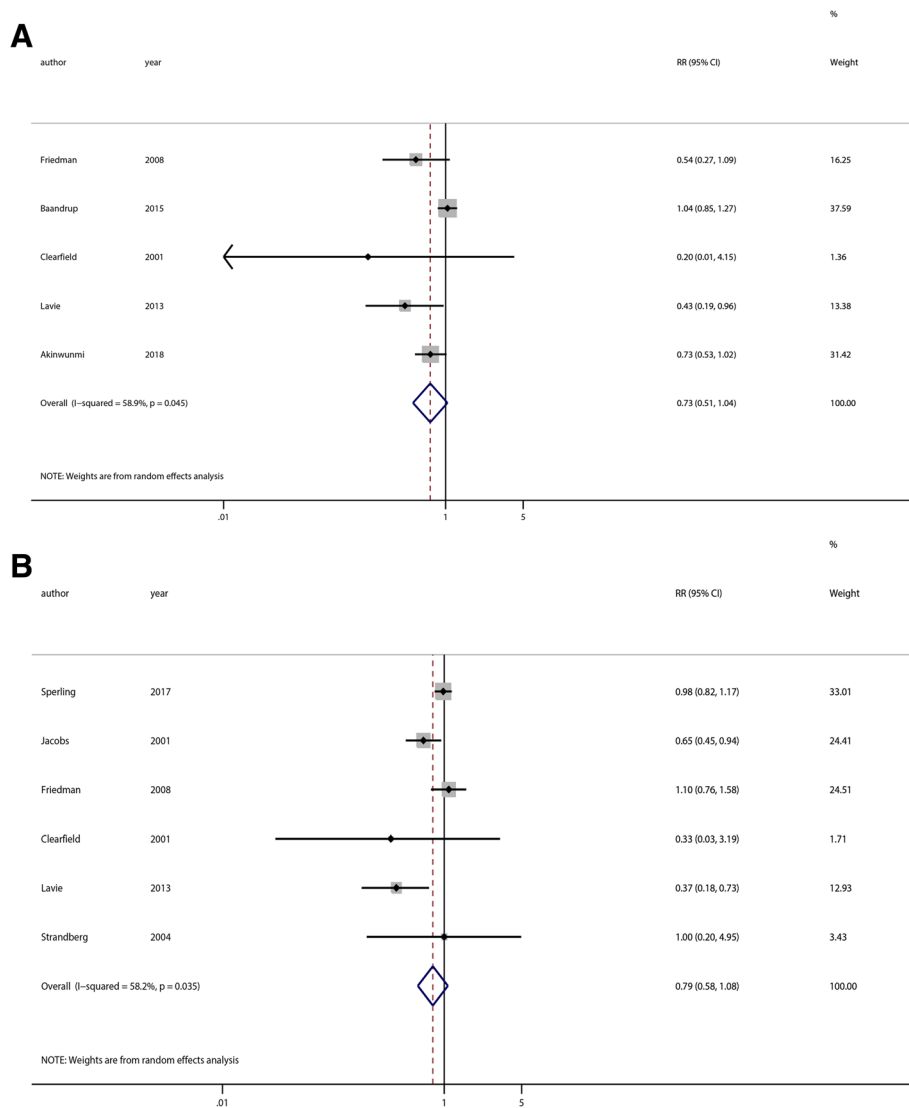 A
%
author year RR (95% CI) Weight
Friedman 2008 0.54 (0.27, 1.09) 16.25
Baandrup 2015 1.04 (0.85, 1.27) 37.59
Clearfield 2001 0.20 (0.01, 4.15) 1.36
Lavie 2013 0.43 (0.19, 0.96) 13.38
Akinwunmi 2018 0.73 (0.53, 1.02) 31.42
Overall (I−squared = 58.9%, p = 0.045) 0.73 (0.51, 1.04) 100.00
NOTE: Weights are from random effects analysis
.01 1 5
B
%
author year RR (95% CI) Weight
Sperling 2017 0.98 (0.82, 1.17) 33.01
Jacobs 2001 0.65 (0.45, 0.94) 24.41
Friedman 2008 1.10 (0.76, 1.58) 24.51
Clearfield 2001 0.33 (0.03, 3.19) 1.71
Lavie 2013 0.37 (0.18, 0.73) 12.93
Strandberg 2004 1.00 (0.20, 4.95) 3.43
Overall (I−squared = 58.2%, p = 0.035) 0.79 (0.58, 1.08) 100.00
NOTE: Weights are from random effects analysis
.01 1 5